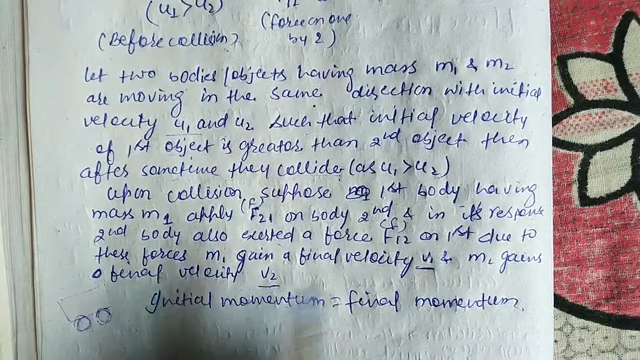 (u1 > u2)
(force on one
(Before collision) by 2)
Let two bodies/objects having mass m1 & m2
are moving in the same direction with initial
velocity u1 and u2 such that initial velocity
of 1st object is greater than 2nd object then
after sometime they collide (as u1 > u2)
Upon collision, suppose 1st body having
mass m1 apply (F) F21 on body 2nd & in its response
2nd body also exerted a force (F) F12 on 1st due to
these forces m1 gain a final velocity v1 & m2 gains
a final velocity v2
Initial momentum = final momentum.